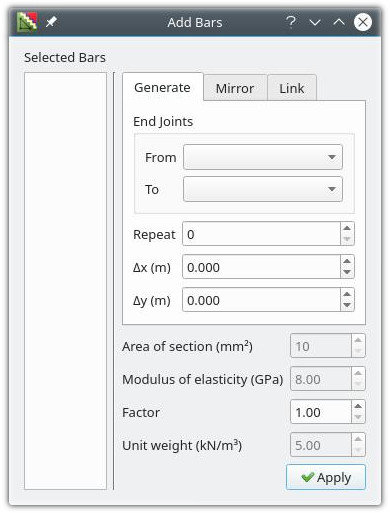 Add Bars
?
Selected Bars
Generate Mirror Link
End Joints
From
To
Repeat 0
Δx (m) 0.000
Δy (m) 0.000
Area of section (mm²) 10
Modulus of elasticity (GPa) 8.00
Factor 1.00
Unit weight (kN/m³) 5.00
Apply